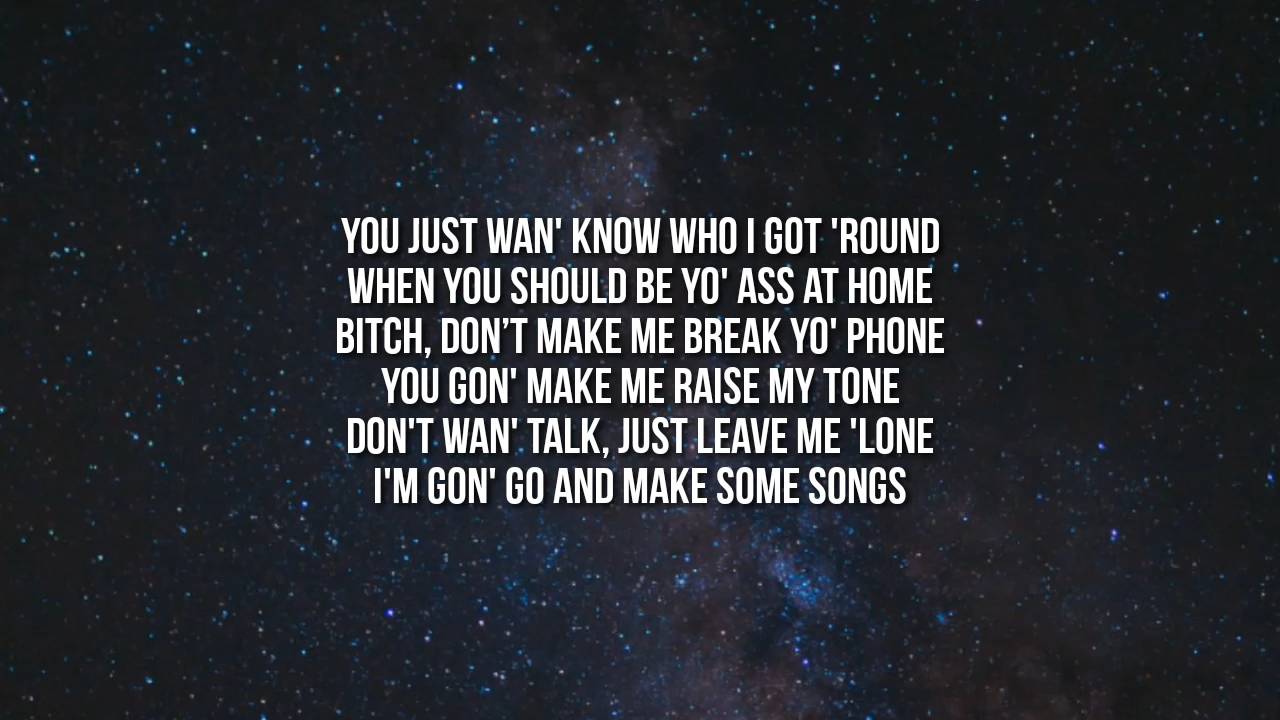 YOU JUST WAN' KNOW WHO I GOT 'ROUND
WHEN YOU SHOULD BE YO' ASS AT HOME
BITCH, DON’T MAKE ME BREAK YO' PHONE
YOU GON' MAKE ME RAISE MY TONE
DON'T WAN' TALK, JUST LEAVE ME 'LONE
I'M GON' GO AND MAKE SOME SONGS